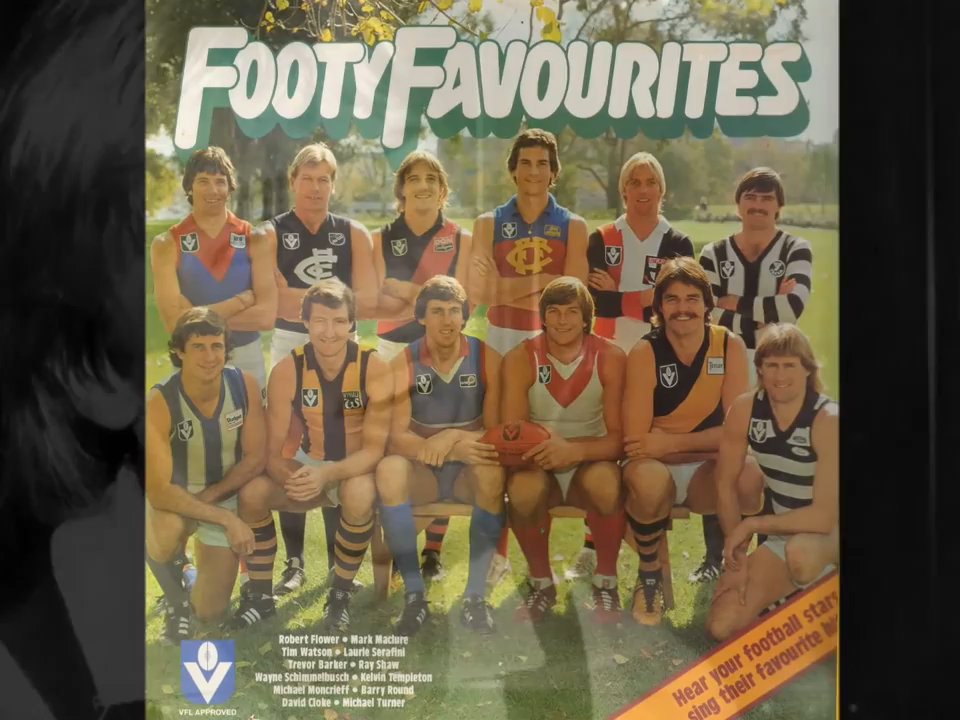 FOOTY FAVOURITES
Robert Flower • Mark Maclure
Tim Watson • Laurie Serafini
Trevor Barker • Ray Shaw
Wayne Schimmelbusch • Kelvin Templeton
Michael Moncrieff • Barry Round
David Cloke • Michael Turner
VFL APPROVED
Hear your football stars
sing their favourite